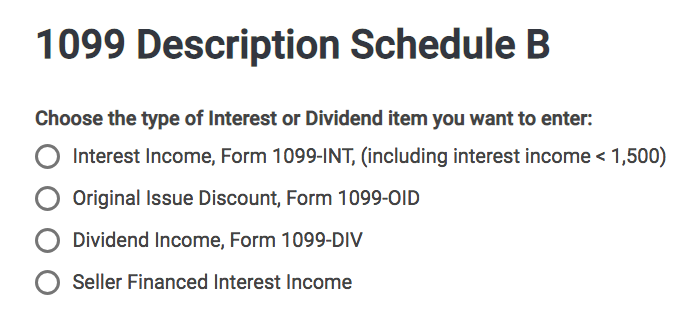 1099 Description Schedule B
Choose the type of Interest or Dividend item you want to enter:
Interest Income, Form 1099-INT, (including interest income < 1,500)
Original Issue Discount, Form 1099-OID
Dividend Income, Form 1099-DIV
Seller Financed Interest Income